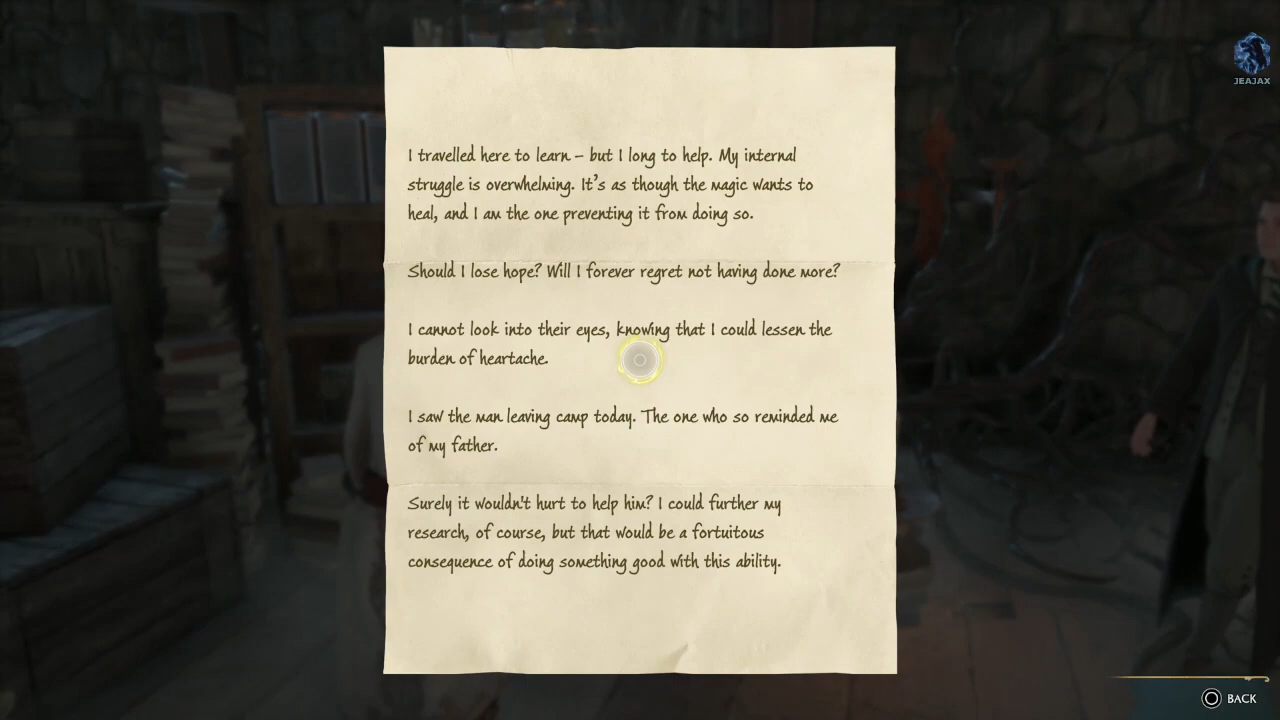 JEAJAX
I travelled here to learn – but I long to help. My internal
struggle is overwhelming. It's as though the magic wants to
heal, and I am the one preventing it from doing so.
Should I lose hope? Will I forever regret not having done more?
I cannot look into their eyes, knowing that I could lessen the
burden of heartache.
I saw the man leaving camp today. The one who so reminded me
of my father.
Surely it wouldn't hurt to help him? I could further my
research, of course, but that would be a fortuitous
consequence of doing something good with this ability.
BACK